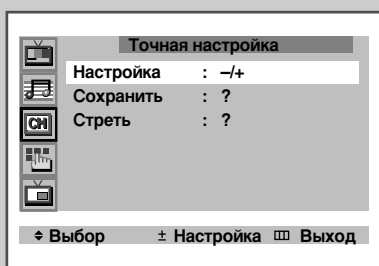 Точная настройка
Настройка : –/+
Сохранить : ?
Стреть : ?
CH
Выбор ± Настройка Выход